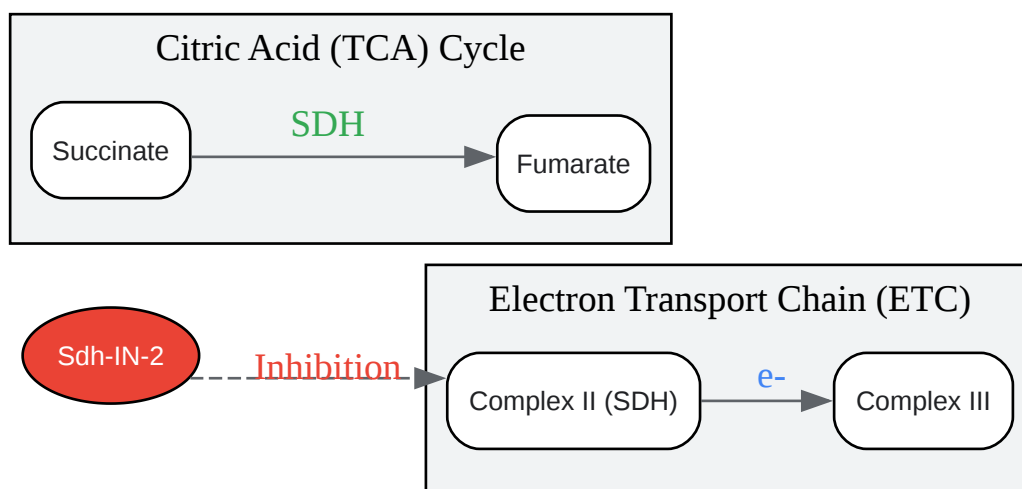 Citric Acid (TCA) Cycle
SDH
Succinate
Fumarate
Electron Transport Chain (ETC)
Sdh-IN-2
Inhibition
e-
Complex II (SDH)
Complex III